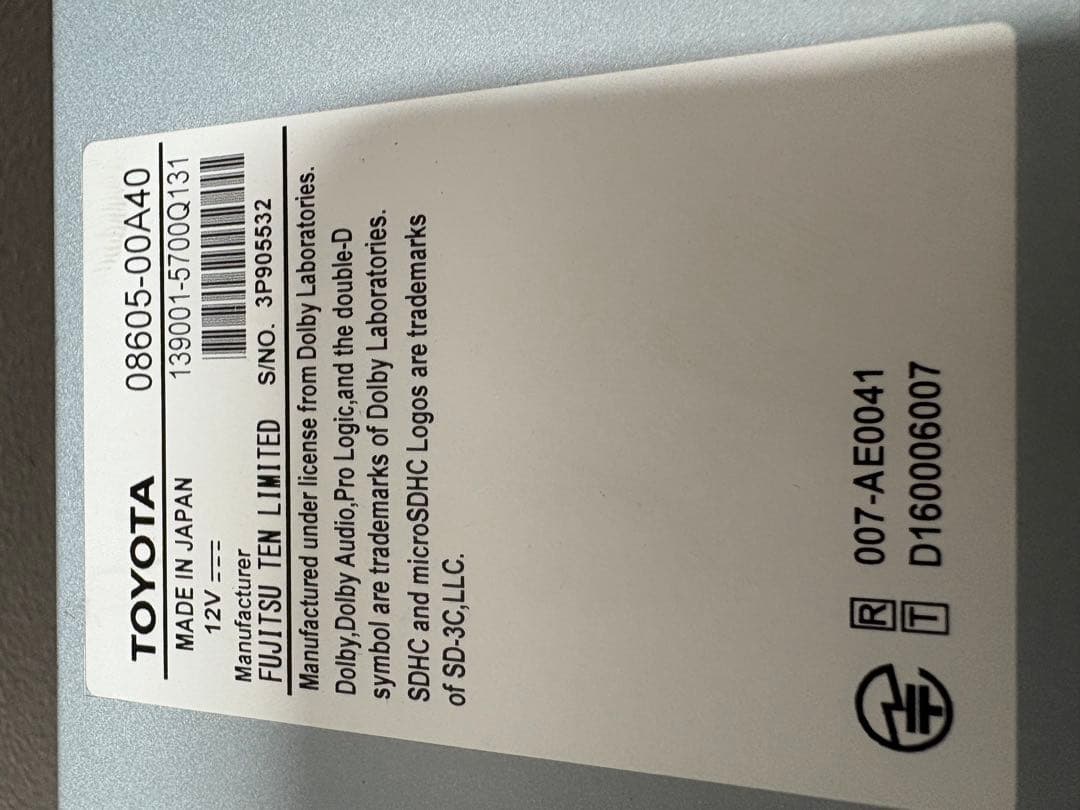 TOYOTA 08605-00A40
MADE IN JAPAN 139001-5700Q131
12V
Manufacturer
FUJITSU TEN LIMITED S/NO. 3P905532
Manufactured under license from Dolby Laboratories.
Dolby,Dolby Audio,Pro Logic,and the double-D
symbol are trademarks of Dolby Laboratories.
SDHC and microSDHC Logos are trademarks
of SD-3C,LLC.
R 007-AE0041
T D160006007